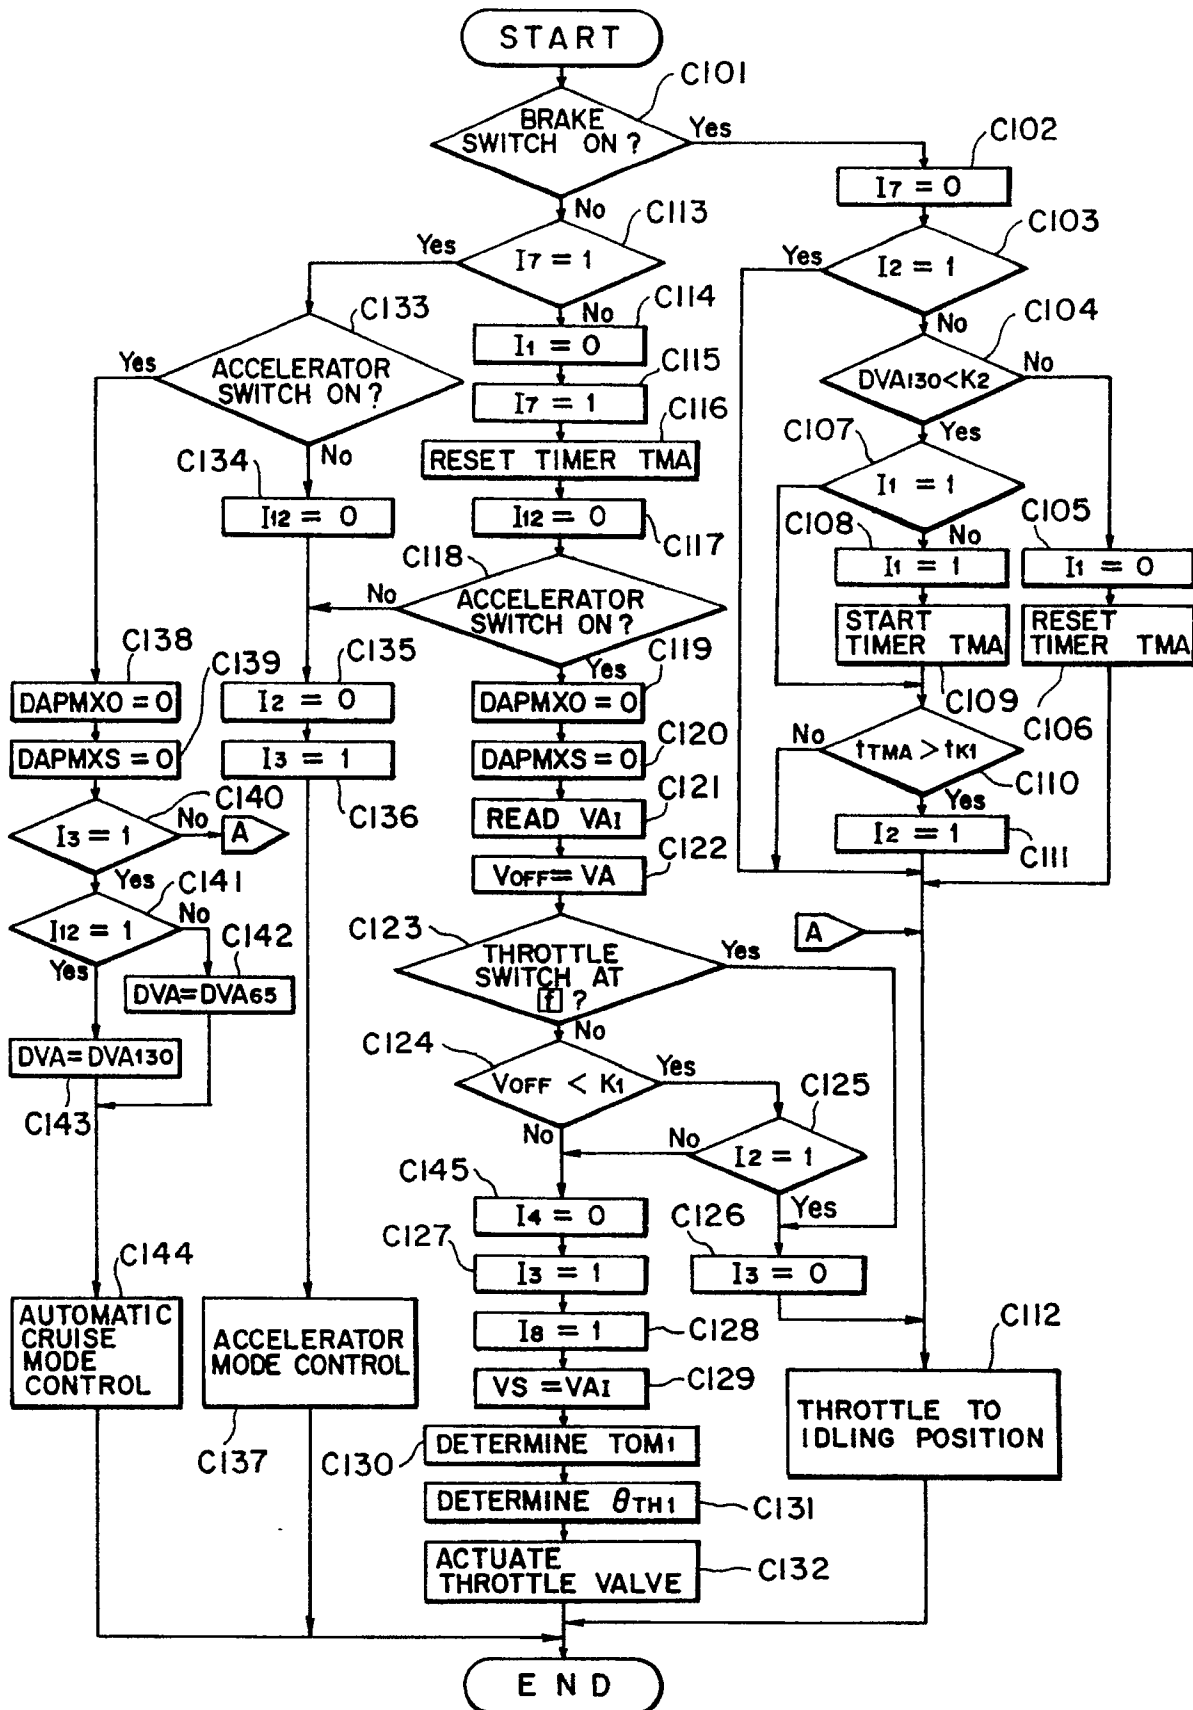 START
C101
BRAKE
SWITCH ON ?
Yes
C102
I7 = 0
No
C113
I7 = 1
Yes
No
C103
I2 = 1
Yes
No
C114
I1 = 0
C104
DVA130<K2
No
Yes
C133
ACCELERATOR
SWITCH ON ?
Yes
No
C115
I7 = 1
C116
RESET TIMER TMA
C107
I1 = 1
No
C134
I12 = 0
I12 = 0
C117
C108
I1 = 1
C105
I1 = 0
C118
ACCELERATOR
SWITCH ON ?
No
Yes
START
TIMER TMA
C109
RESET
TIMER TMA
C106
C138
DAPMXO = 0
C139
DAPMXS = 0
C135
I2 = 0
I3 = 1
C136
C119
DAPMXO = 0
C120
DAPMXS = 0
tTMA > tK1
No
Yes
C110
C121
READ VAI
I2 = 1
C111
C140
I3 = 1
No
A
Yes
C122
VOFF = VA
C141
I12 = 1
No
Yes
C142
DVA=DVA65
C123
THROTTLE
SWITCH AT
f ?
Yes
No
A
DVA=DVA130
C143
C124
VOFF < K1
Yes
No
C125
I2 = 1
No
Yes
C145
I4 = 0
C127
I3 = 1
C126
I3 = 0
C144
AUTOMATIC
CRUISE
MODE
CONTROL
ACCELERATOR
MODE CONTROL
C137
I8 = 1
C128
VS = VAI
C129
C112
THROTTLE TO
IDLING POSITION
DETERMINE TOM1
C130
DETERMINE θTH1
C131
ACTUATE
THROTTLE VALVE
C132
END